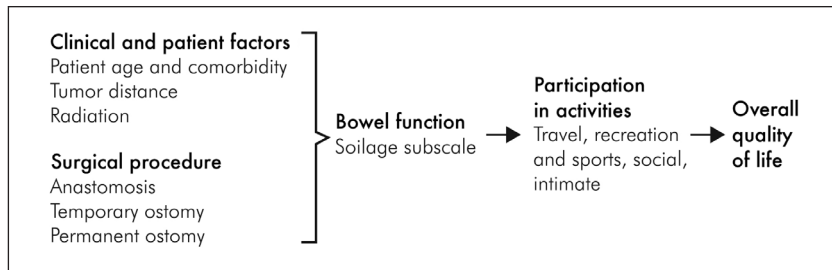 Clinical and patient factors
Patient age and comorbidity
Tumor distance
Radiation
Surgical procedure
Anastomosis
Temporary ostomy
Permanent ostomy
Bowel function
Soilage subscale
Participation
in activities
Travel, recreation
and sports, social,
intimate
Overall
quality
of life